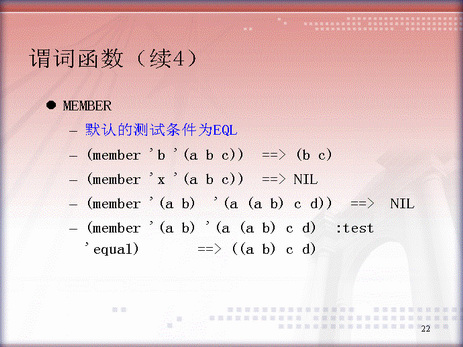 谓词函数（续4）
● MEMBER
– 默认的测试条件为EQL
– (member 'b '(a b c)) ==> (b c)
– (member 'x '(a b c)) ==> NIL
– (member '(a b) '(a (a b) c d)) ==> NIL
– (member '(a b) '(a (a b) c d) :test
'equal) ==> ((a b) c d)
22